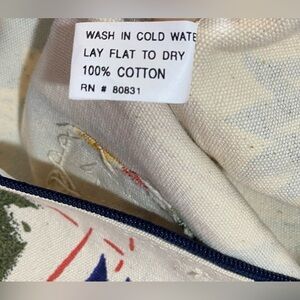 WASH IN COLD WATE
LAY FLAT TO DRY
100% COTTON
RN # 80831